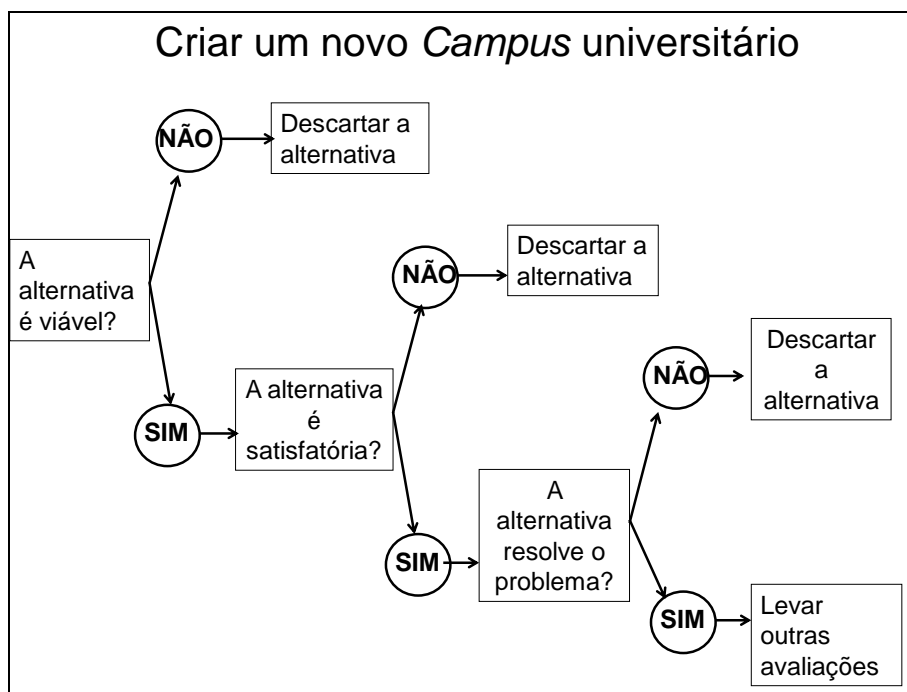 Criar um novo Campus universitário
NÃO
Descartar a
alternativa
A
alternativa
é viável?
SIM
A alternativa
é
satisfatória?
NÃO
Descartar a
alternativa
SIM
A
alternativa
resolve o
problema?
NÃO
Descartar
a
alternativa
SIM
Levar
outras
avaliações